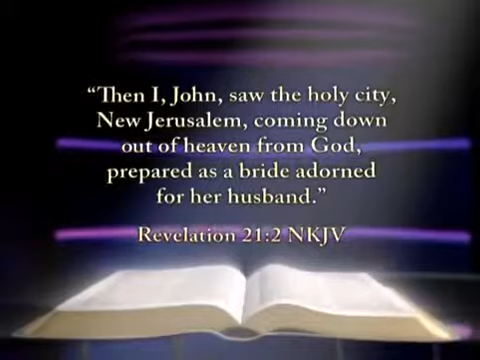 “Then I, John, saw the holy city,
New Jerusalem, coming down
out of heaven from God,
prepared as a bride adorned
for her husband.”
Revelation 21:2 NKJV